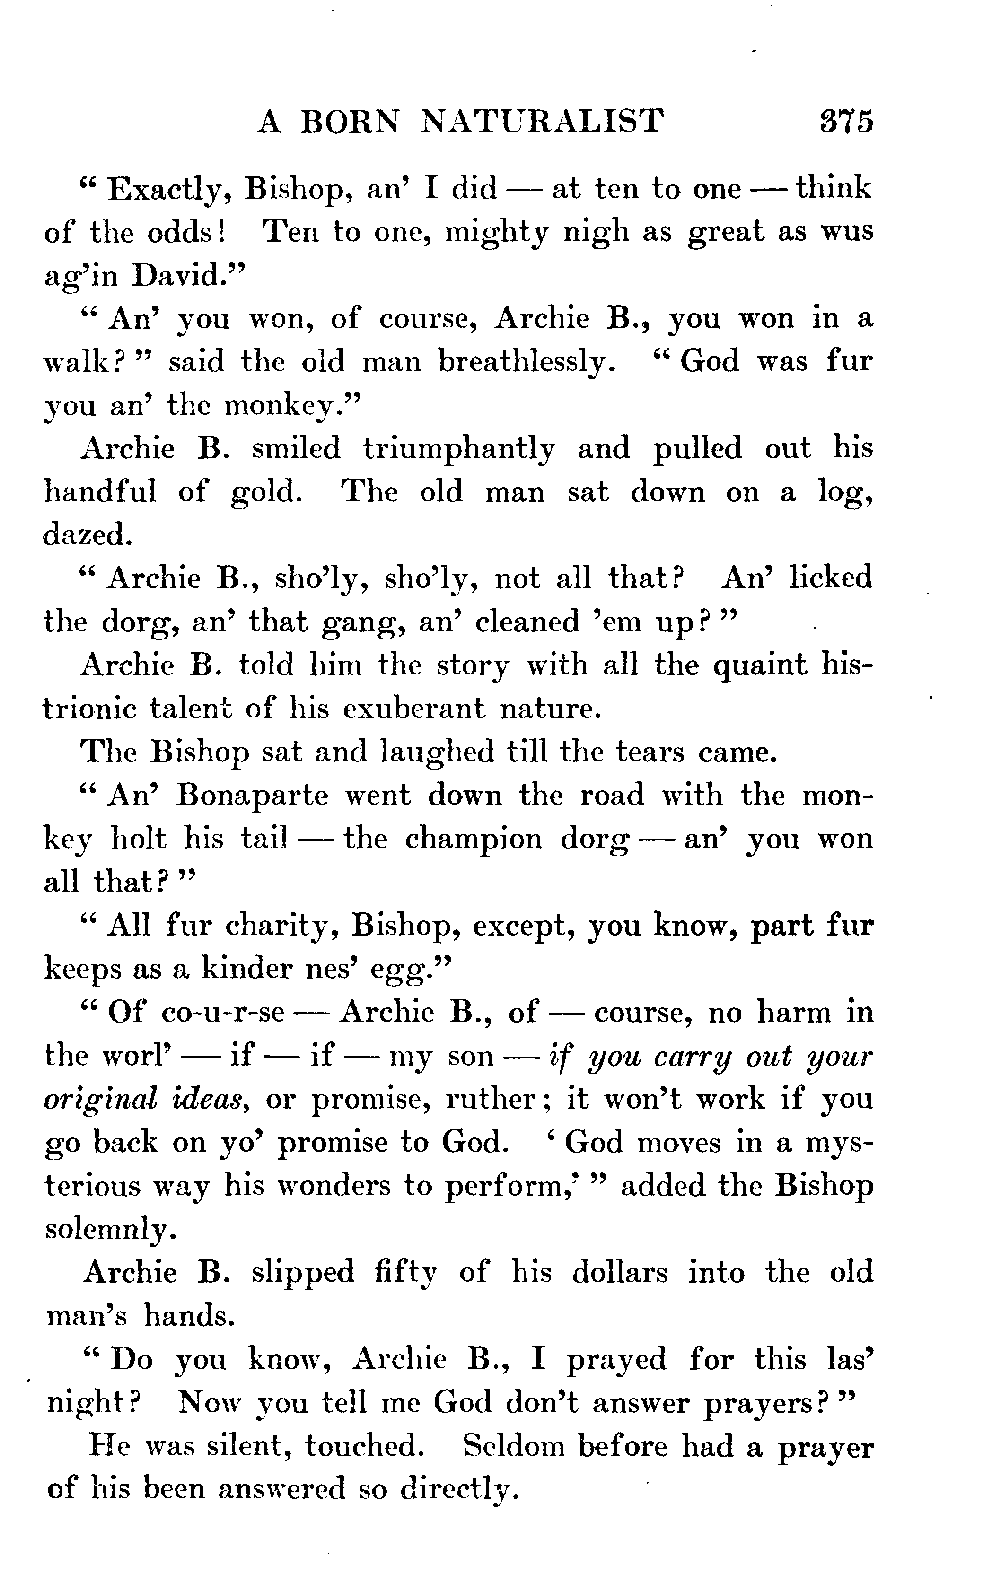 A BORN NATURALIST 375
“ Exactly, Bishop, an’ I did — at ten to one — think
of the odds! Ten to one, mighty nigh as great as wus
ag’in David.”
“ An’ you won, of course, Archie B., you won in a
walk? ” said the old man breathlessly. “ God was fur
you an’ the monkey.”
Archie B. smiled triumphantly and pulled out his
handful of gold. The old man sat down on a log,
dazed.
“ Archie B., sho’ly, sho’ly, not all that? An’ licked
the dorg, an’ that gang, an’ cleaned ’em up? ”
Archie B. told him the story with all the quaint his-
trionic talent of his exuberant nature.
The Bishop sat and laughed till the tears came.
“ An’ Bonaparte went down the road with the mon-
key holt his tail — the champion dorg — an’ you won
all that? ”
“ All fur charity, Bishop, except, you know, part fur
keeps as a kinder nes’ egg.”
“ Of co-u-r-se — Archie B., of — course, no harm in
the worl’ — if — if — my son — if you carry out your
original ideas, or promise, ruther; it won’t work if you
go back on yo’ promise to God. ‘ God moves in a mys-
terious way his wonders to perform,’ ” added the Bishop
solemnly.
Archie B. slipped fifty of his dollars into the old
man’s hands.
“ Do you know, Archie B., I prayed for this las’
night? Now you tell me God don’t answer prayers? ”
He was silent, touched. Seldom before had a prayer
of his been answered so directly.